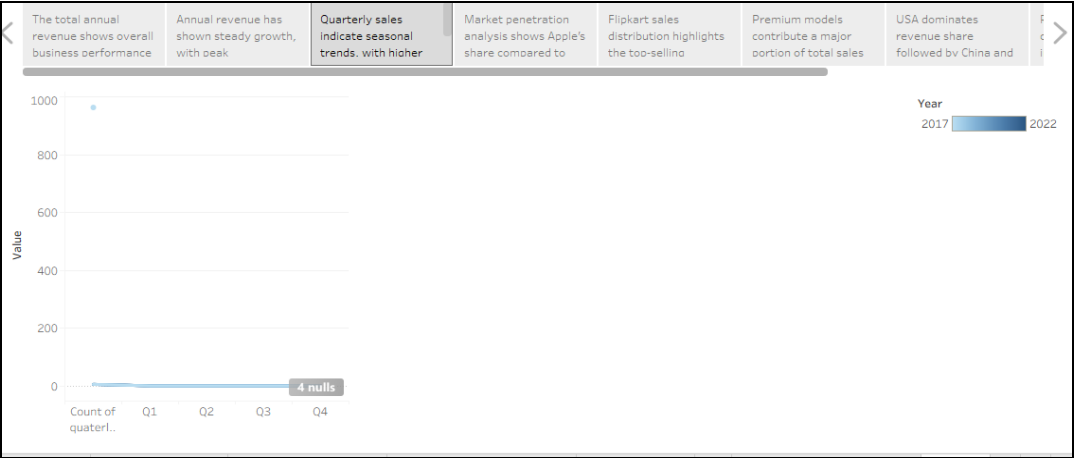 The total annual
revenue shows overall
business performance
Annual revenue has
shown steady growth,
with peak
Quarterly sales
indicate seasonal
trends, with higher
Market penetration
analysis shows Apple's
share compared to
Flipkart sales
distribution highlights
the top-selling
Premium models
contribute a major
portion of total sales
USA dominates
revenue share
followed by China and
Year
2017
2022
1000
800
600
400
200
0
Value
4 nulls
Count of
quaterl..
Q1
Q2
Q3
Q4